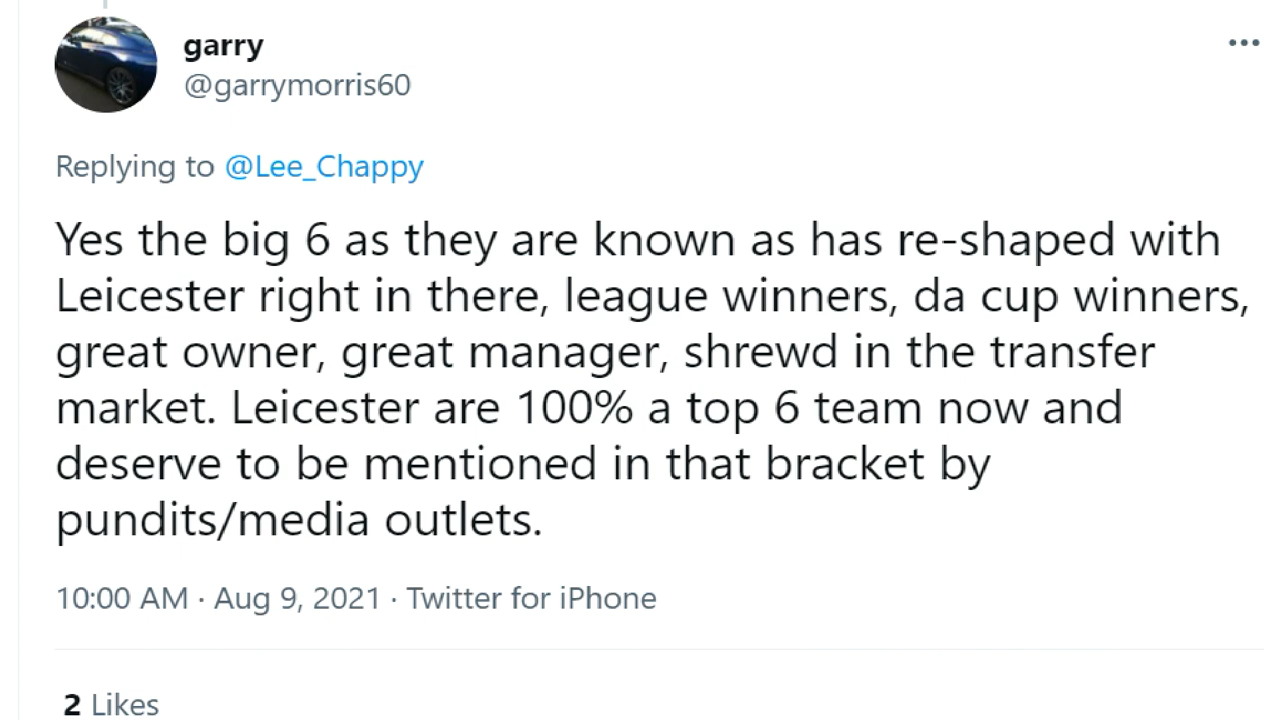 garry
@garrymorris60
Replying to @Lee_Chappy
Yes the big 6 as they are known as has re-shaped with
Leicester right in there, league winners, da cup winners,
great owner, great manager, shrewd in the transfer
market. Leicester are 100% a top 6 team now and
deserve to be mentioned in that bracket by
pundits/media outlets.
10:00 AM · Aug 9, 2021 · Twitter for iPhone
2 Likes